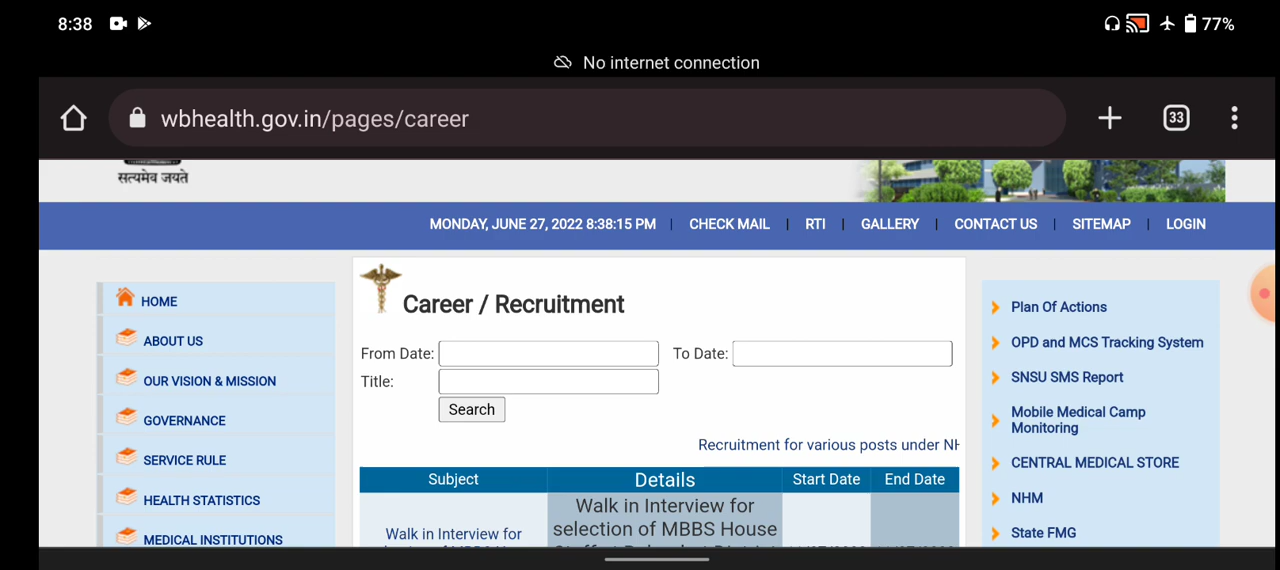 8:38
77%
No internet connection
wbhealth.gov.in/pages/career
33
सत्यमेव जयते
MONDAY, JUNE 27, 2022 8:38:15 PM | CHECK MAIL | RTI | GALLERY | CONTACT US | SITEMAP | LOGIN
HOME
ABOUT US
OUR VISION & MISSION
GOVERNANCE
SERVICE RULE
HEALTH STATISTICS
MEDICAL INSTITUTIONS
Career / Recruitment
From Date:
To Date:
Title:
Search
Recruitment for various posts under NH
Subject
Details
Start Date
End Date
Walk in Interview for
Walk in Interview for
selection of MBBS House
Plan Of Actions
OPD and MCS Tracking System
SNSU SMS Report
Mobile Medical Camp
Monitoring
CENTRAL MEDICAL STORE
NHM
State FMG